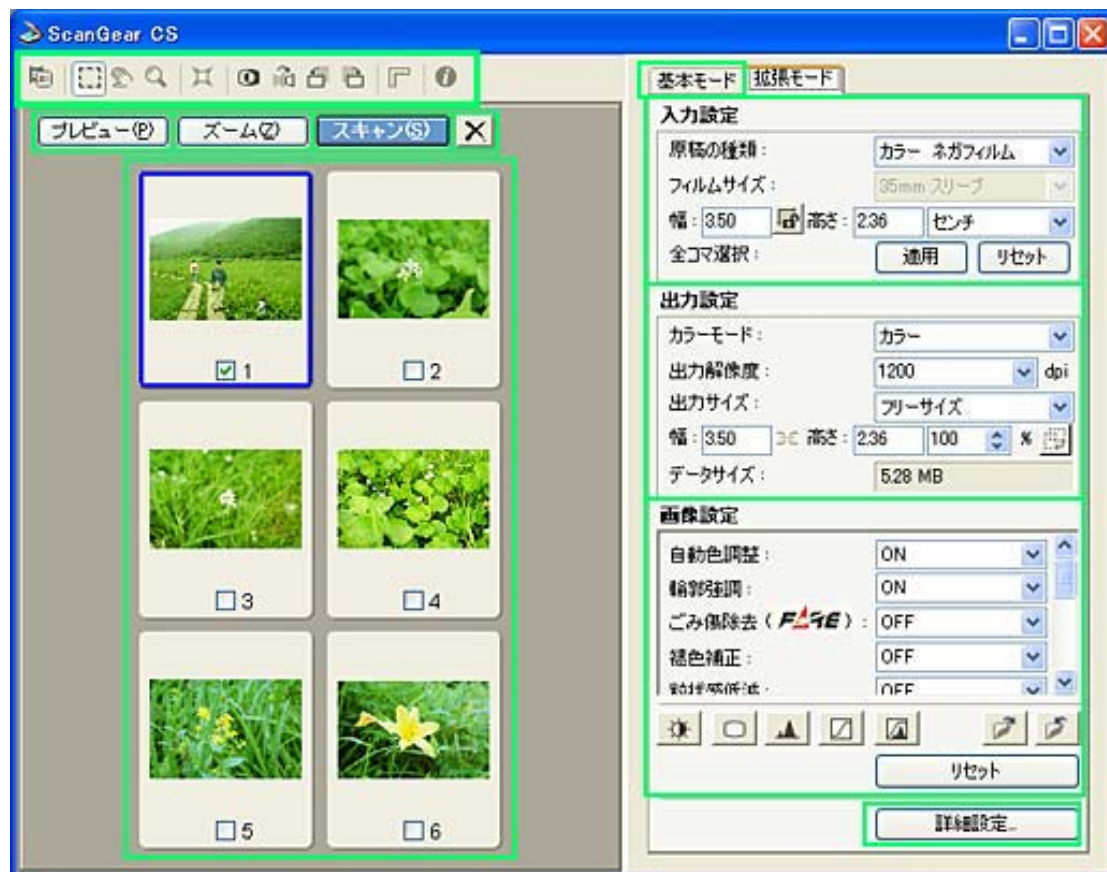 ScanGear CS
基本モード 拡張モード
プレビュー(P) ズーム(Z) スキャン(S)
1 2
3 4
5 6
入力設定
原稿の種類： カラー ネガフィルム
フィルムサイズ： 35mm スリーブ
幅：3.50 高さ：2.36 センチ
全コマ選択： 適用 リセット
出力設定
カラーモード： カラー
出力解像度： 1200 dpi
出力サイズ： フリーサイズ
幅：3.50 高さ：2.36 100 %
データサイズ： 5.28 MB
画像設定
自動色調整： ON
輪郭強調： ON
ごみ傷除去（FARE）： OFF
褪色補正： OFF
粒状感低減： OFF
リセット
詳細設定...